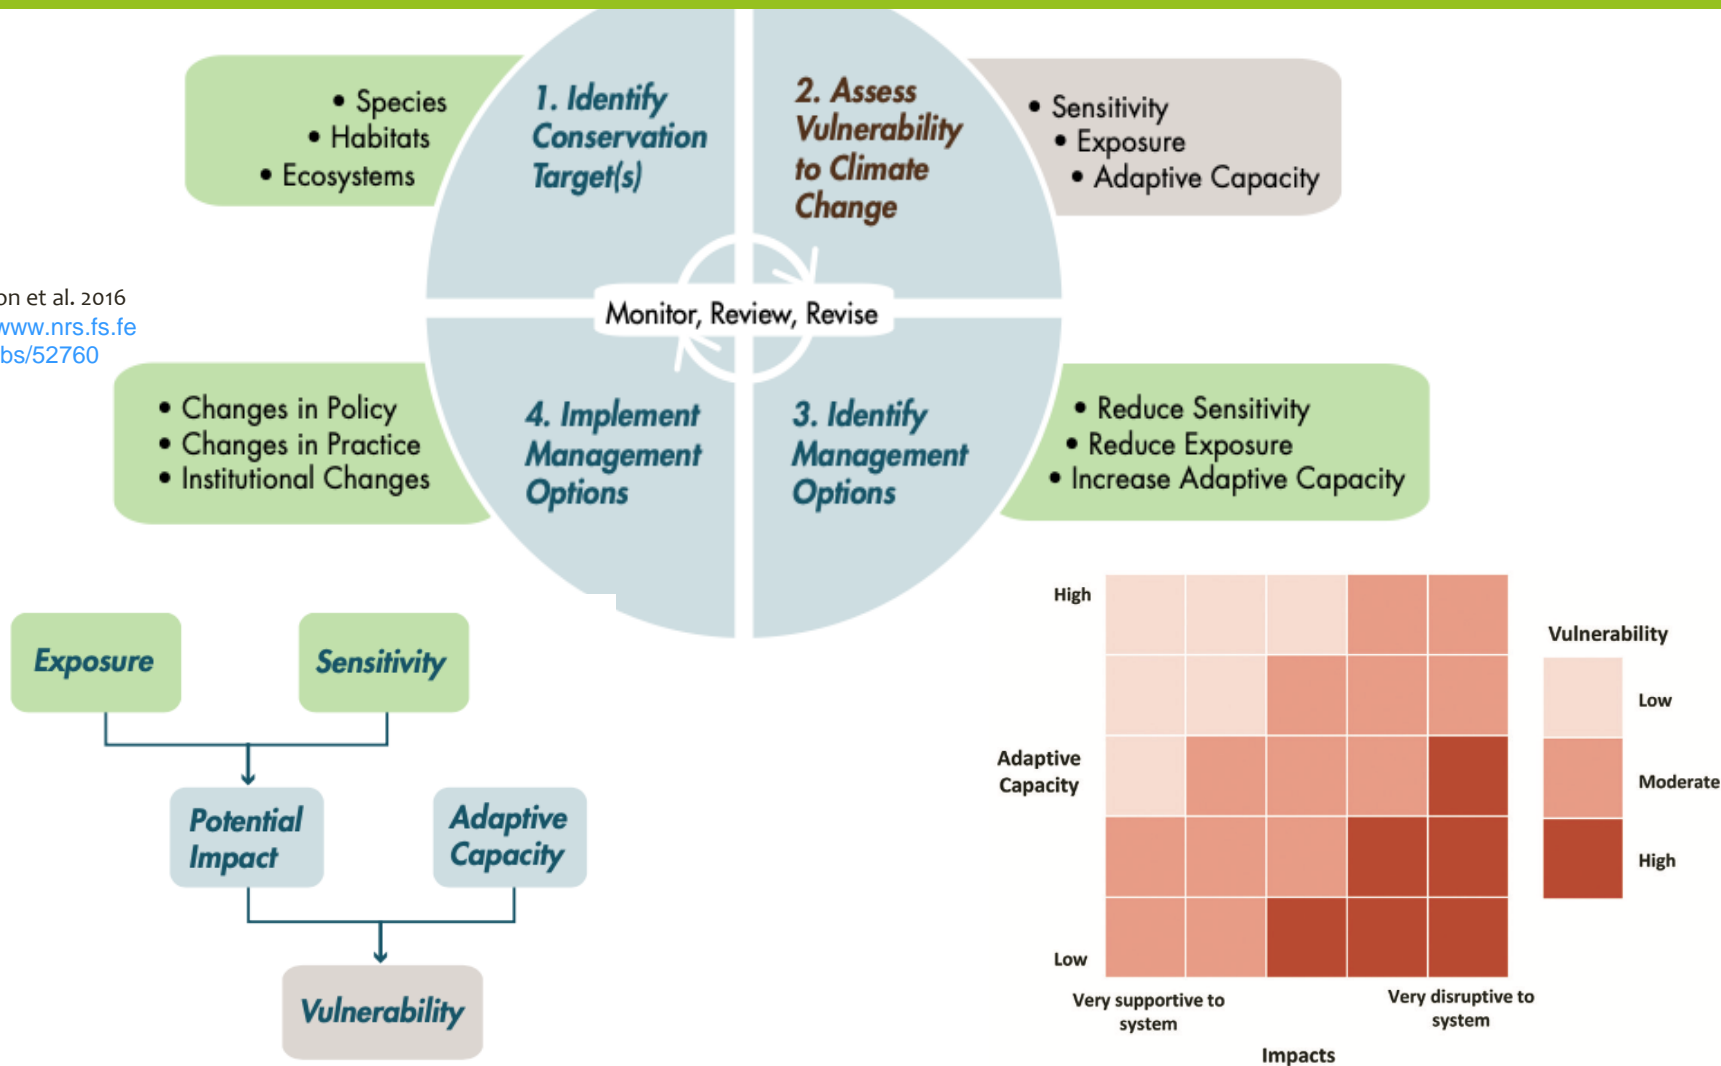 • Species
• Habitats
• Ecosystems
1. Identify
Conservation
Target(s)
2. Assess
Vulnerability
to Climate
Change
• Sensitivity
• Exposure
• Adaptive Capacity
on et al. 2016
www.nrs.fs.fe
bs/52760
Monitor, Review, Revise
• Changes in Policy
• Changes in Practice
• Institutional Changes
4. Implement
Management
Options
3. Identify
Management
Options
• Reduce Sensitivity
• Reduce Exposure
• Increase Adaptive Capacity
Exposure
Sensitivity
Potential
Impact
Adaptive
Capacity
Vulnerability
High
Adaptive
Capacity
Low
Very supportive to
system
Very disruptive to
system
Impacts
Vulnerability
Low
Moderate
High